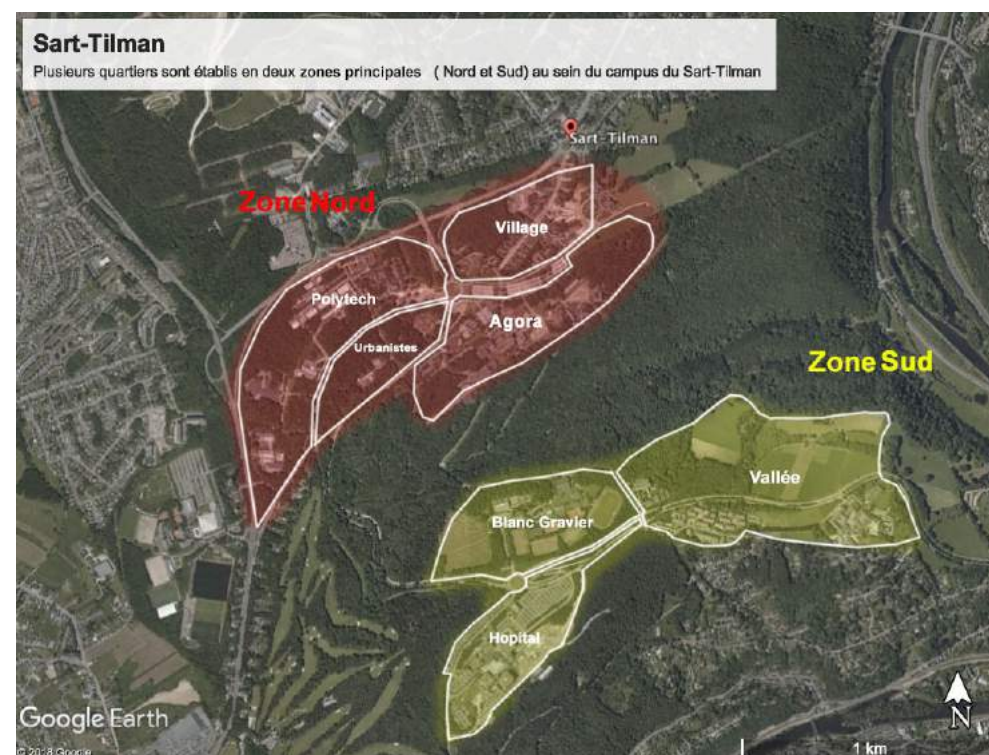 Sart-Tilman
Plusieurs quartiers sont établis en deux zones principales ( Nord et Sud) au sein du campus du Sart-Tilman
Sart-Tilman
Zone Nord
Village
Polytech
Agora
Urbanistes
Zone Sud
Vallée
Blanc Gravier
Hopital
Google Earth
N
© 2018 Google
1 km